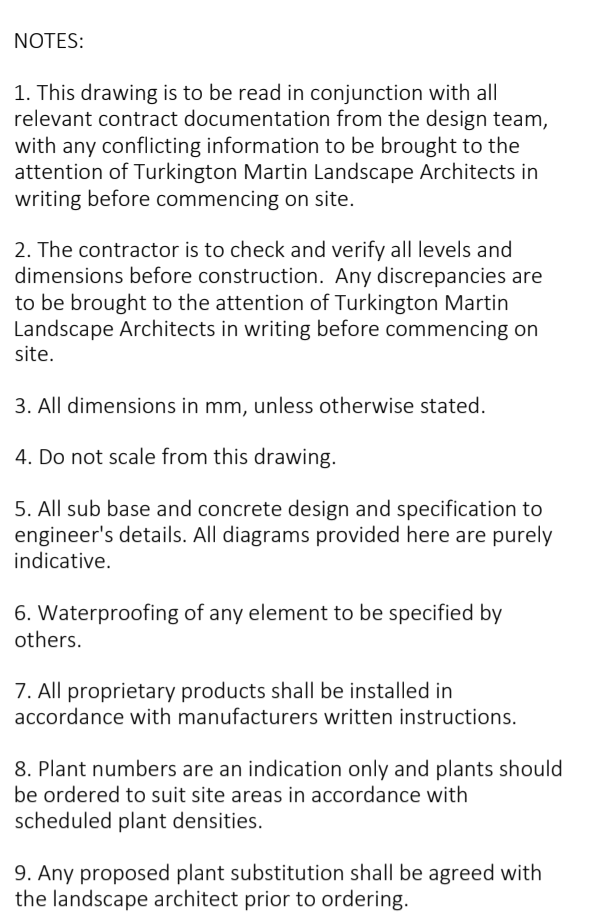 NOTES:
1. This drawing is to be read in conjunction with all
relevant contract documentation from the design team,
with any conflicting information to be brought to the
attention of Turkington Martin Landscape Architects in
writing before commencing on site.
2. The contractor is to check and verify all levels and
dimensions before construction.  Any discrepancies are
to be brought to the attention of Turkington Martin
Landscape Architects in writing before commencing on
site.
3. All dimensions in mm, unless otherwise stated.
4. Do not scale from this drawing.
5. All sub base and concrete design and specification to
engineer's details. All diagrams provided here are purely
indicative.
6. Waterproofing of any element to be specified by
others.
7. All proprietary products shall be installed in
accordance with manufacturers written instructions.
8. Plant numbers are an indication only and plants should
be ordered to suit site areas in accordance with
scheduled plant densities.
9. Any proposed plant substitution shall be agreed with
the landscape architect prior to ordering.